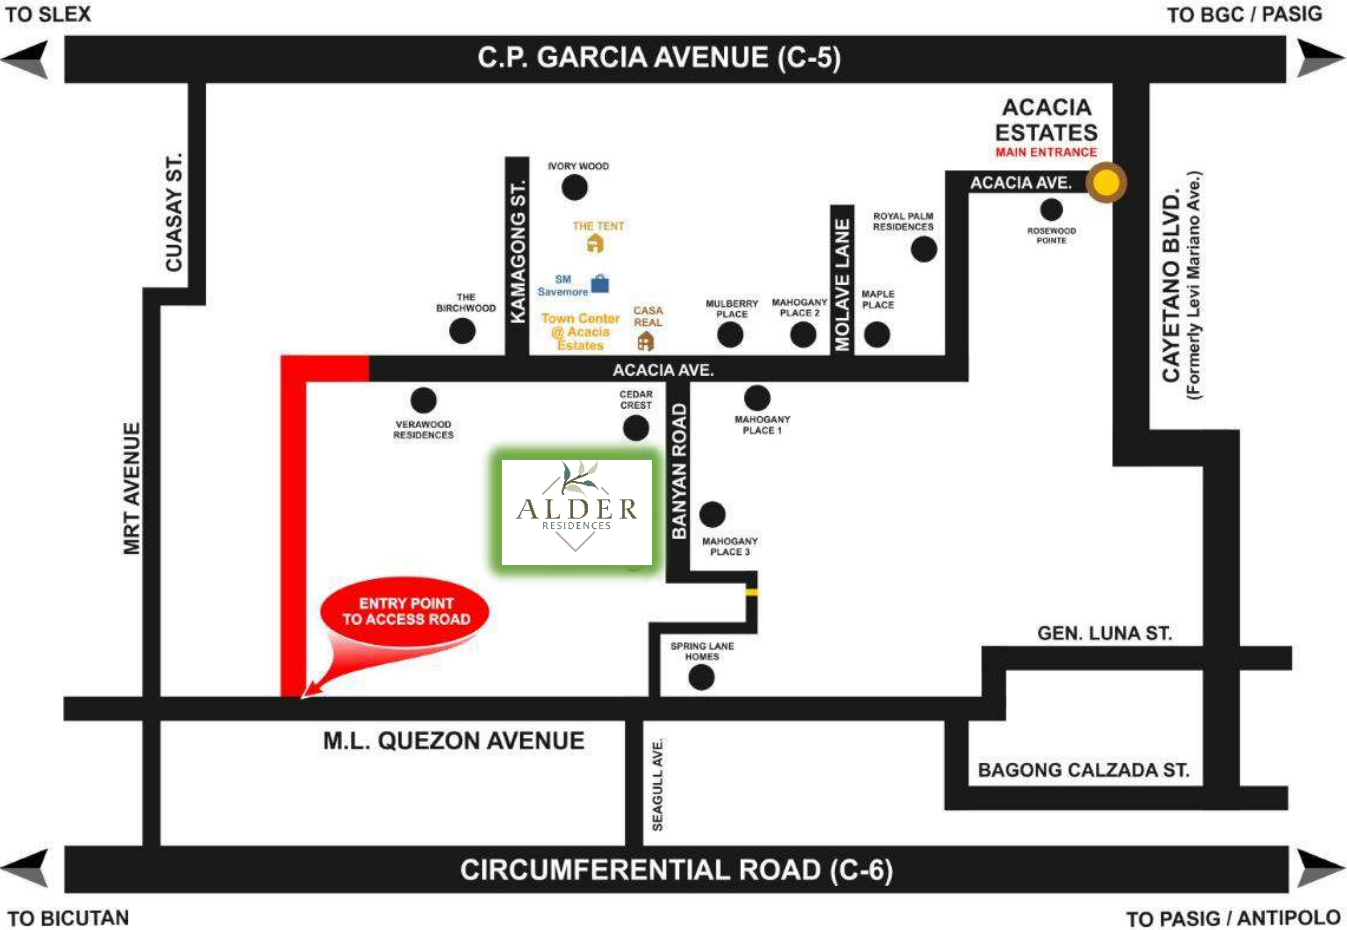 TO SLEX
TO BGC / PASIG
C.P. GARCIA AVENUE (C-5)
ACACIA
ESTATES
MAIN ENTRANCE
ACACIA AVE.
ROSEWOOD
POINTE
CUASAY ST.
KAMAGONG ST.
IVORY WOOD
THE TENT
SM
Savemore
Town Center
@ Acacia
Estates
CASA
REAL
THE
BIRCHWOOD
MULBERRY
PLACE
MAHOGANY
PLACE 2
MOLAVE LANE
MAPLE
PLACE
ROYAL PALM
RESIDENCES
CAYETANO BLVD.
(Formerly Levi Mariano Ave.)
ACACIA AVE.
VERAWOOD
RESIDENCES
CEDAR
CREST
BANYAN ROAD
MAHOGANY
PLACE 1
MRT AVENUE
ALDER
RESIDENCES
MAHOGANY
PLACE 3
ENTRY POINT
TO ACCESS ROAD
SPRING LANE
HOMES
GEN. LUNA ST.
M.L. QUEZON AVENUE
SEAGULL AVE.
BAGONG CALZADA ST.
CIRCUMFERENTIAL ROAD (C-6)
TO BICUTAN
TO PASIG / ANTIPOLO